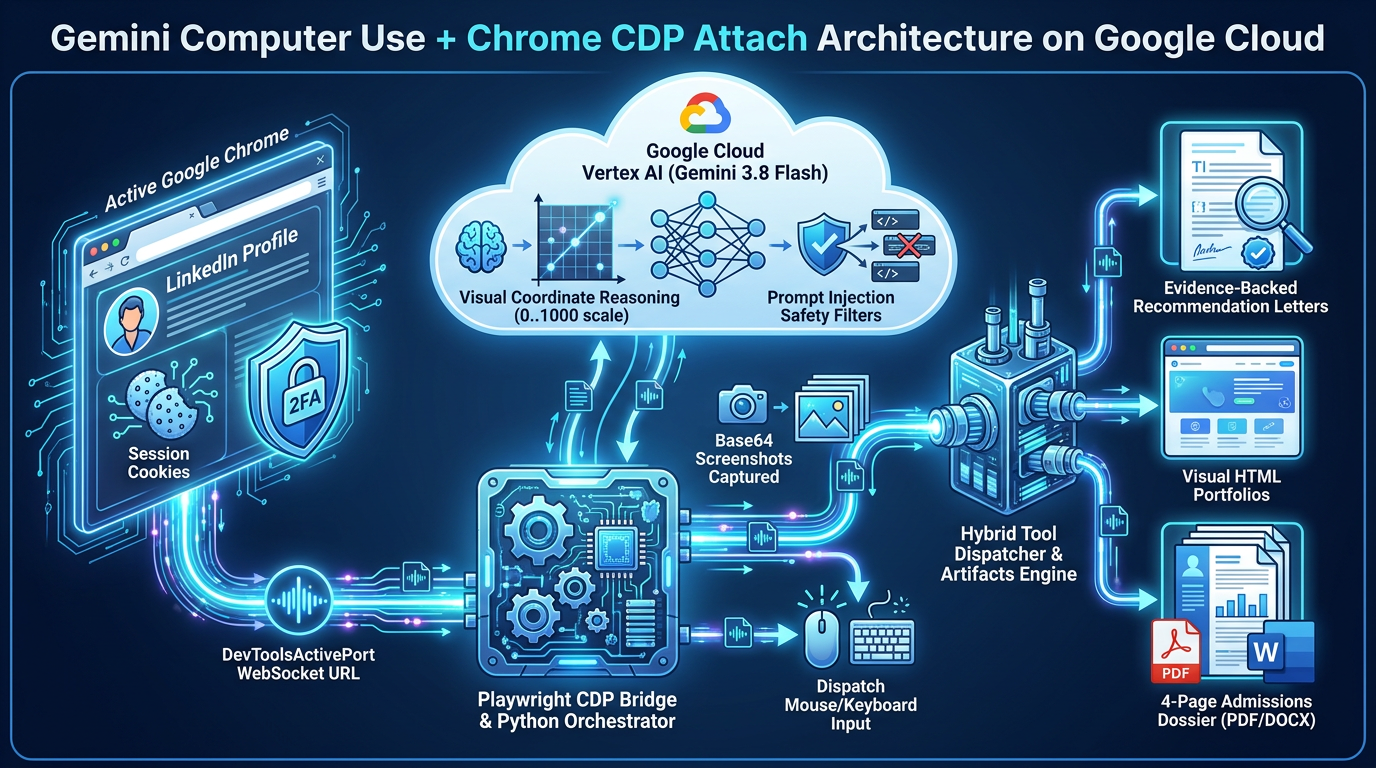 Gemini Computer Use + Chrome CDP Attach Architecture on Google Cloud
Active Google Chrome
LinkedIn Profile
2FA
Session
Cookies
DevToolsActivePort
WebSocket URL
Google Cloud
Vertex AI (Gemini 3.8 Flash)
</>
</>
Visual Coordinate Reasoning
(0..1000 scale)
Prompt Injection
Safety Filters
Playwright CDP Bridge
& Python Orchestrator
Base64
Screenshots
Captured
Dispatch
Mouse/Keyboard
Input
Hybrid Tool
Dispatcher &
Artifacts Engine
TI
Evidence-Backed
Recommendation Letters
Visual HTML
Portfolios
PDF
W
4-Page Admissions
Dossier (PDF/DOCX)